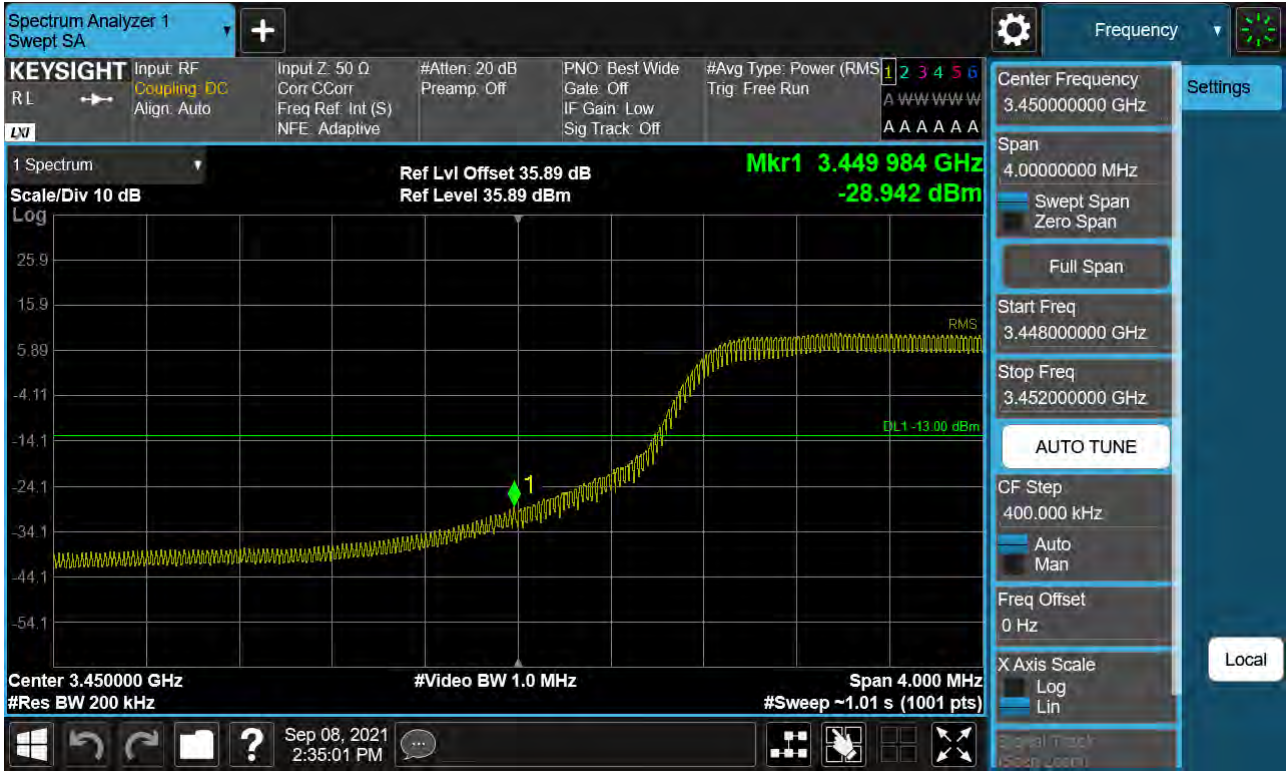 Spectrum Analyzer 1
Swept SA
Frequency
KEYSIGHT
RL
LXI
Input: RF
Coupling: DC
Align: Auto
Input Z: 50 Ω
Corr CCorr
Freq Ref: Int (S)
NFE: Adaptive
#Atten: 20 dB
Preamp: Off
PNO: Best Wide
Gate: Off
IF Gain: Low
Sig Track: Off
#Avg Type: Power (RMS
Trig: Free Run
1 2 3 4 5 6
A W W W W W
A A A A A A
1 Spectrum
Scale/Div 10 dB
Log
Ref Lvl Offset 35.89 dB
Ref Level 35.89 dBm
Mkr1 3.449 984 GHz
-28.942 dBm
25.9
15.9
5.89
-4.11
-14.1
-24.1
-34.1
-44.1
-54.1
RMS
DL1 -13.00 dBm
1
Center 3.450000 GHz
#Res BW 200 kHz
#Video BW 1.0 MHz
Span 4.000 MHz
#Sweep ~1.01 s (1001 pts)
Center Frequency
3.450000000 GHz
Span
4.00000000 MHz
Swept Span
Zero Span
Full Span
Start Freq
3.448000000 GHz
Stop Freq
3.452000000 GHz
AUTO TUNE
CF Step
400.000 kHz
Auto
Man
Freq Offset
0 Hz
X Axis Scale
Log
Lin
Signal Track
(Span Zoom)
Settings
Local
?
Sep 08, 2021
2:35:01 PM